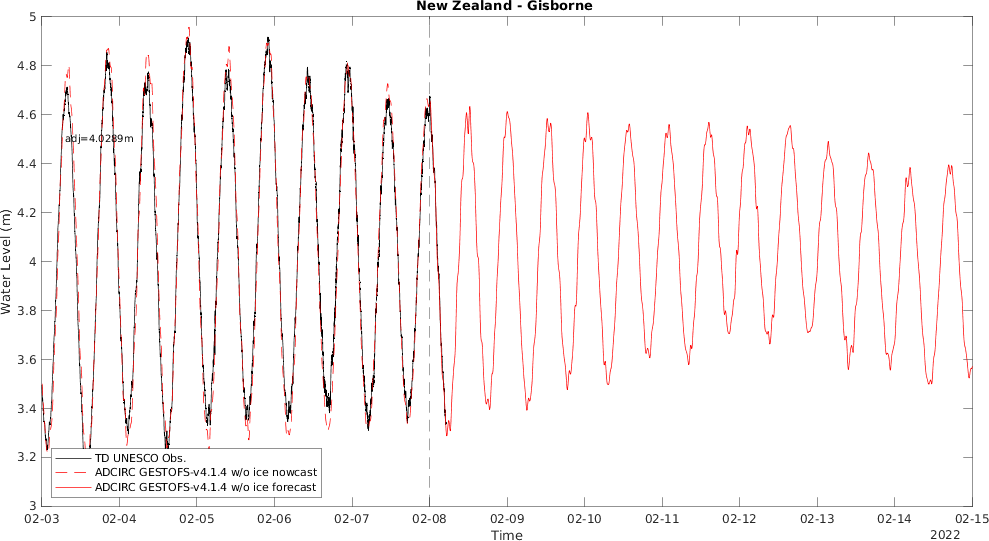 New Zealand - Gisborne
Water Level (m)
5
4.8
4.6
4.4
4.2
4
3.8
3.6
3.4
3.2
3
adj=4.0289m
TD UNESCO Obs.
ADCIRC GESTOFS-v4.1.4 w/o ice nowcast
ADCIRC GESTOFS-v4.1.4 w/o ice forecast
02-03 02-04 02-05 02-06 02-07 02-08 02-09 02-10 02-11 02-12 02-13 02-14 02-15
Time
2022